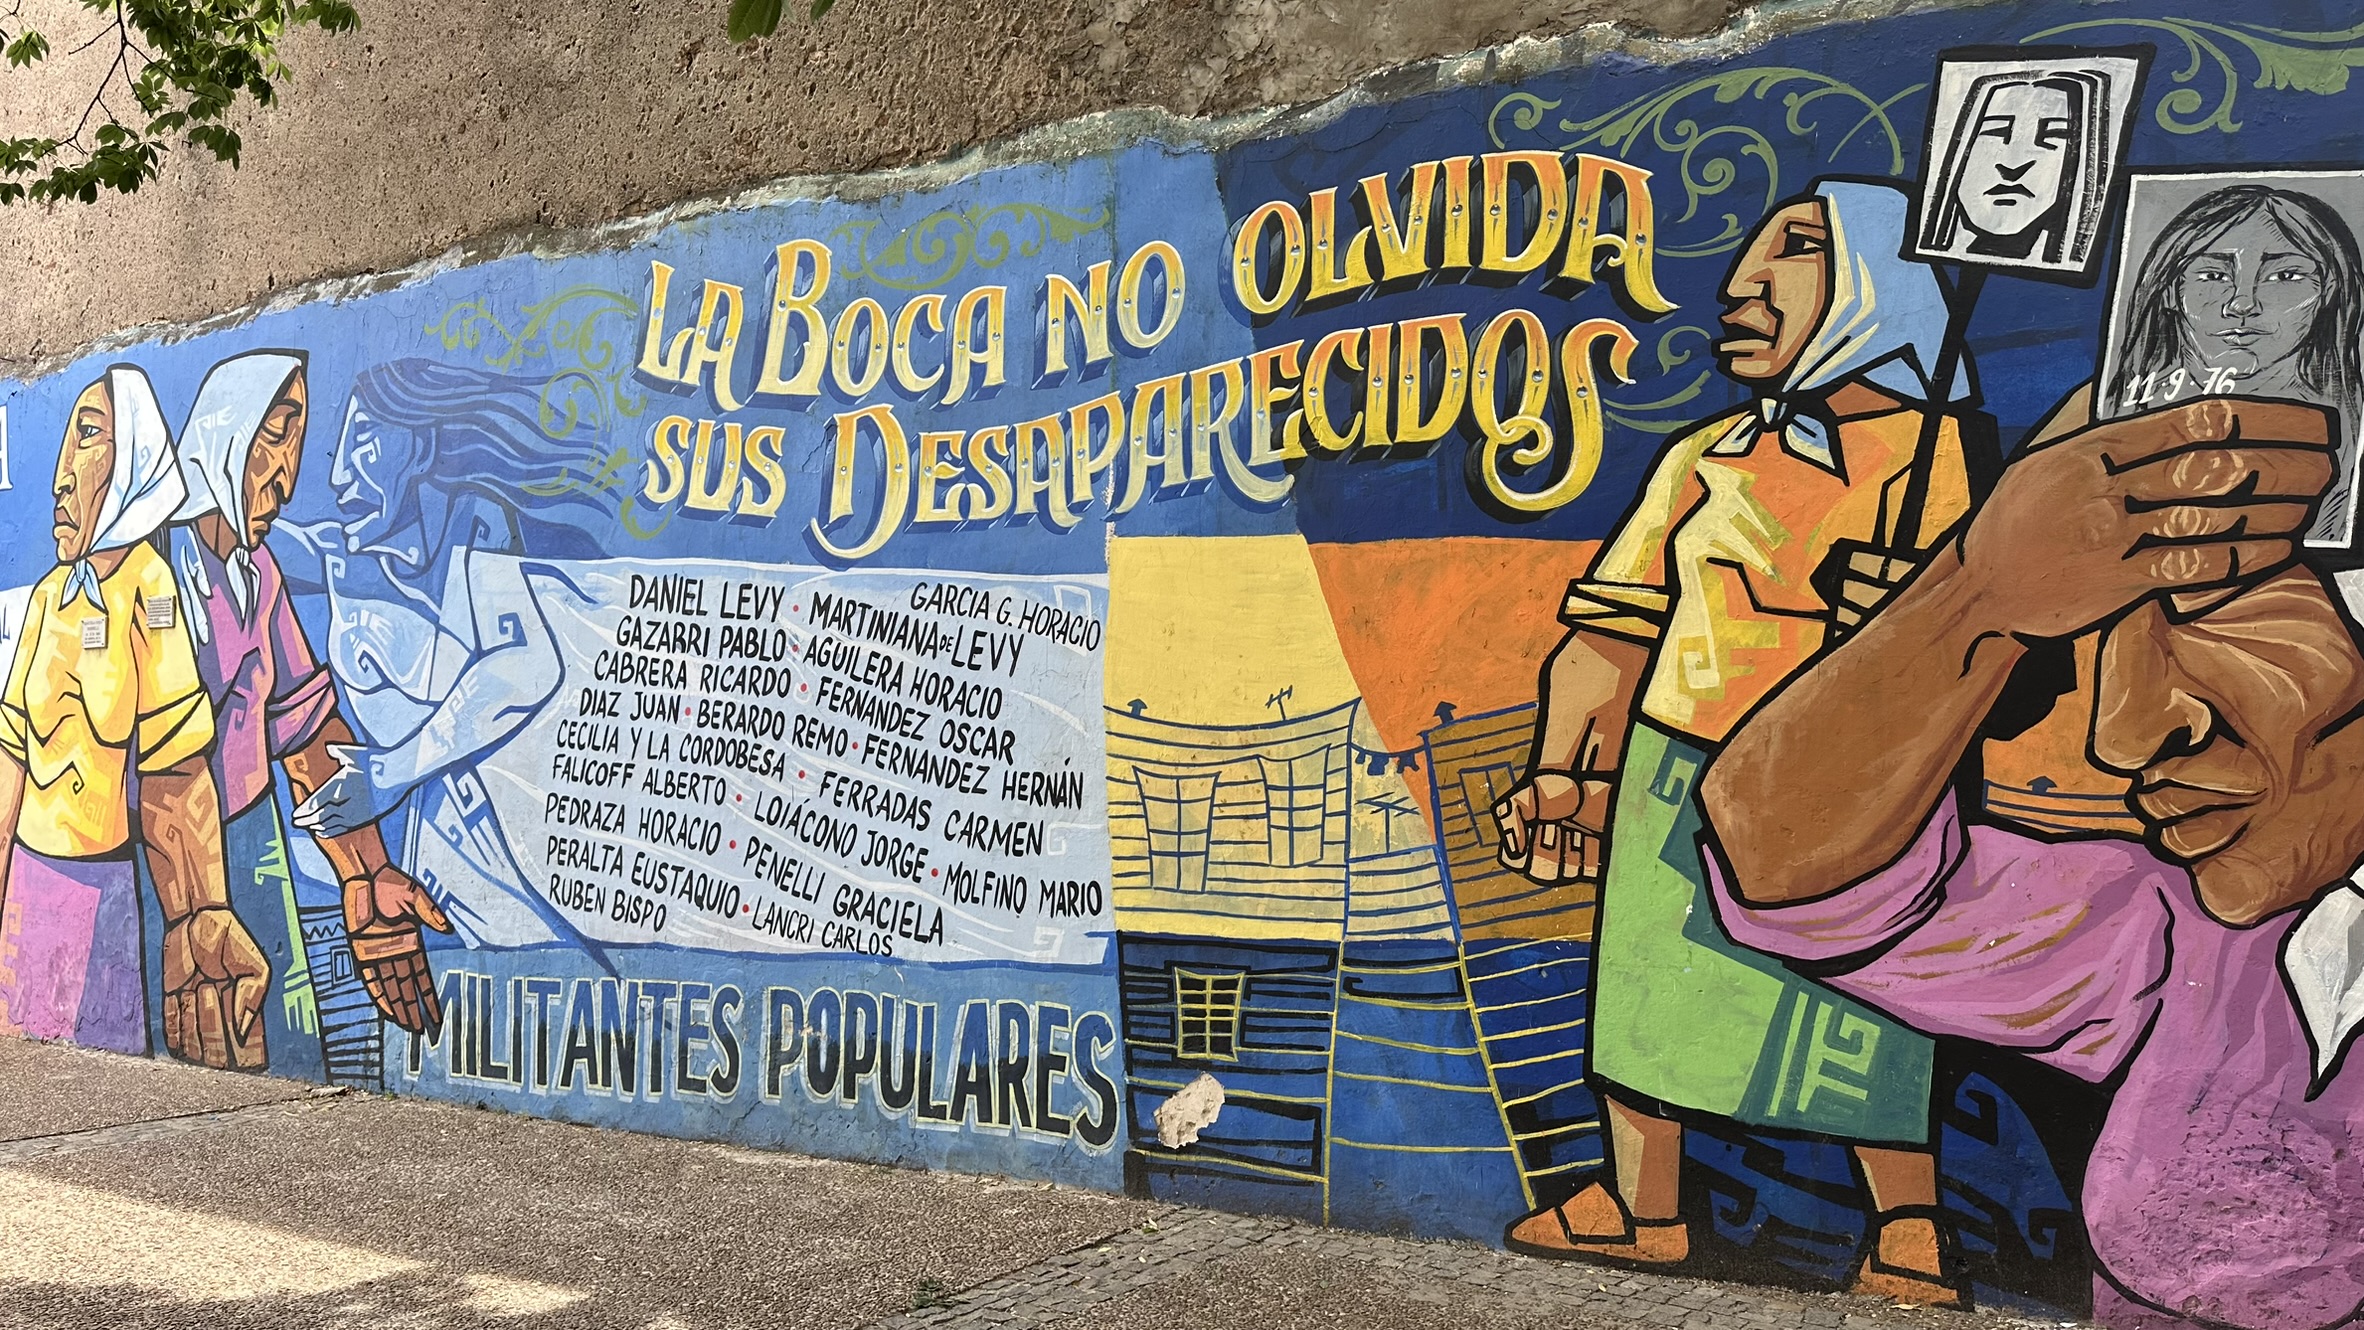 LA BOCA NO OLVIDA
SUS DESAPARECIDOS
11·9·76
GARCIA G. HORACIO
DANIEL LEVY • MARTINIANA DE LEVY
GAZARRI PABLO • AGUILERA HORACIO
CABRERA RICARDO • FERNANDEZ OSCAR
DIAZ JUAN • BERARDO REMO • FERNANDEZ HERNÁN
CECILIA Y LA CORDOBESA • FERRADAS CARMEN
FALICOFF ALBERTO • LOIÁCONO JORGE • MOLFINO MARIO
PEDRAZA HORACIO • PENELLI GRACIELA
PERALTA EUSTAQUIO • LANCRI CARLOS
RUBEN BISPO
MILITANTES POPULARES